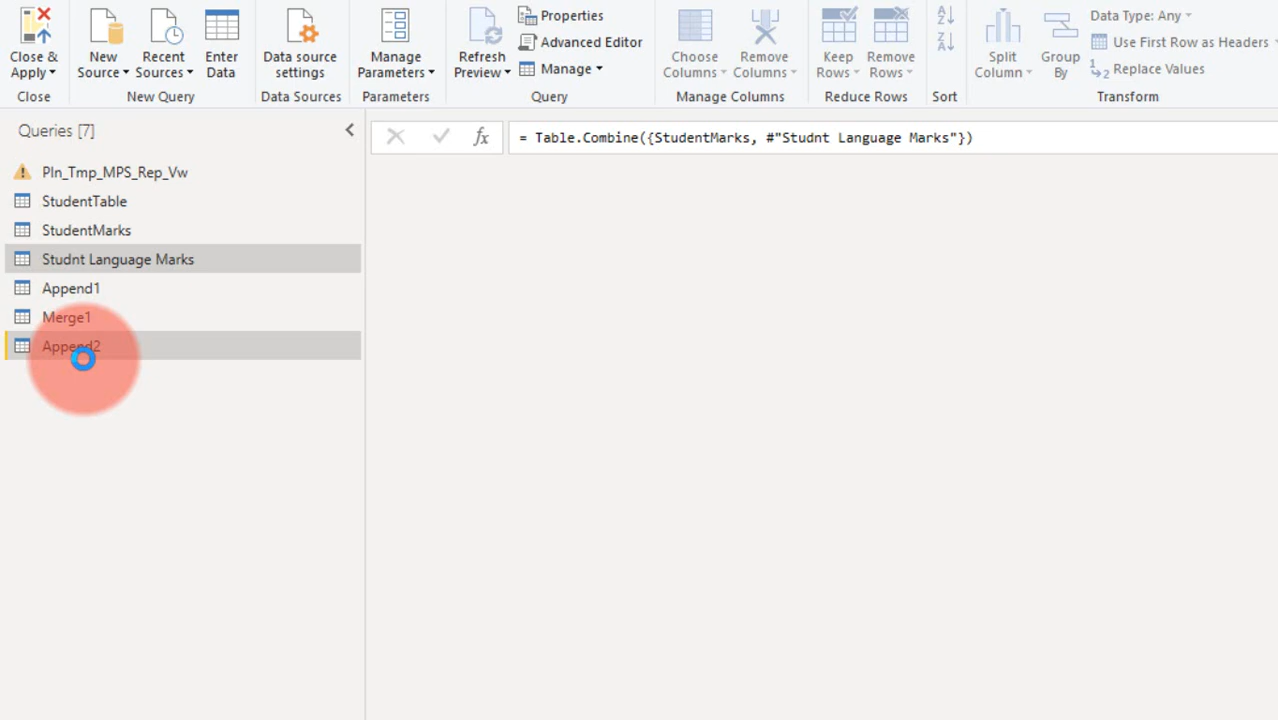 Close & Apply
New Source
Recent Sources
Enter Data
Data source settings
Manage Parameters
Refresh Preview
Properties
Advanced Editor
Manage
Choose Columns
Remove Columns
Keep Rows
Remove Rows
Split Column
Group By
Data Type: Any
Use First Row as Headers
Replace Values
Close
New Query
Data Sources
Parameters
Query
Manage Columns
Reduce Rows
Sort
Transform
Queries [7]
fx
= Table.Combine({StudentMarks, #"Studnt Language Marks"})
Pln_Tmp_MPS_Rep_Vw
StudentTable
StudentMarks
Studnt Language Marks
Append1
Merge1
Append2